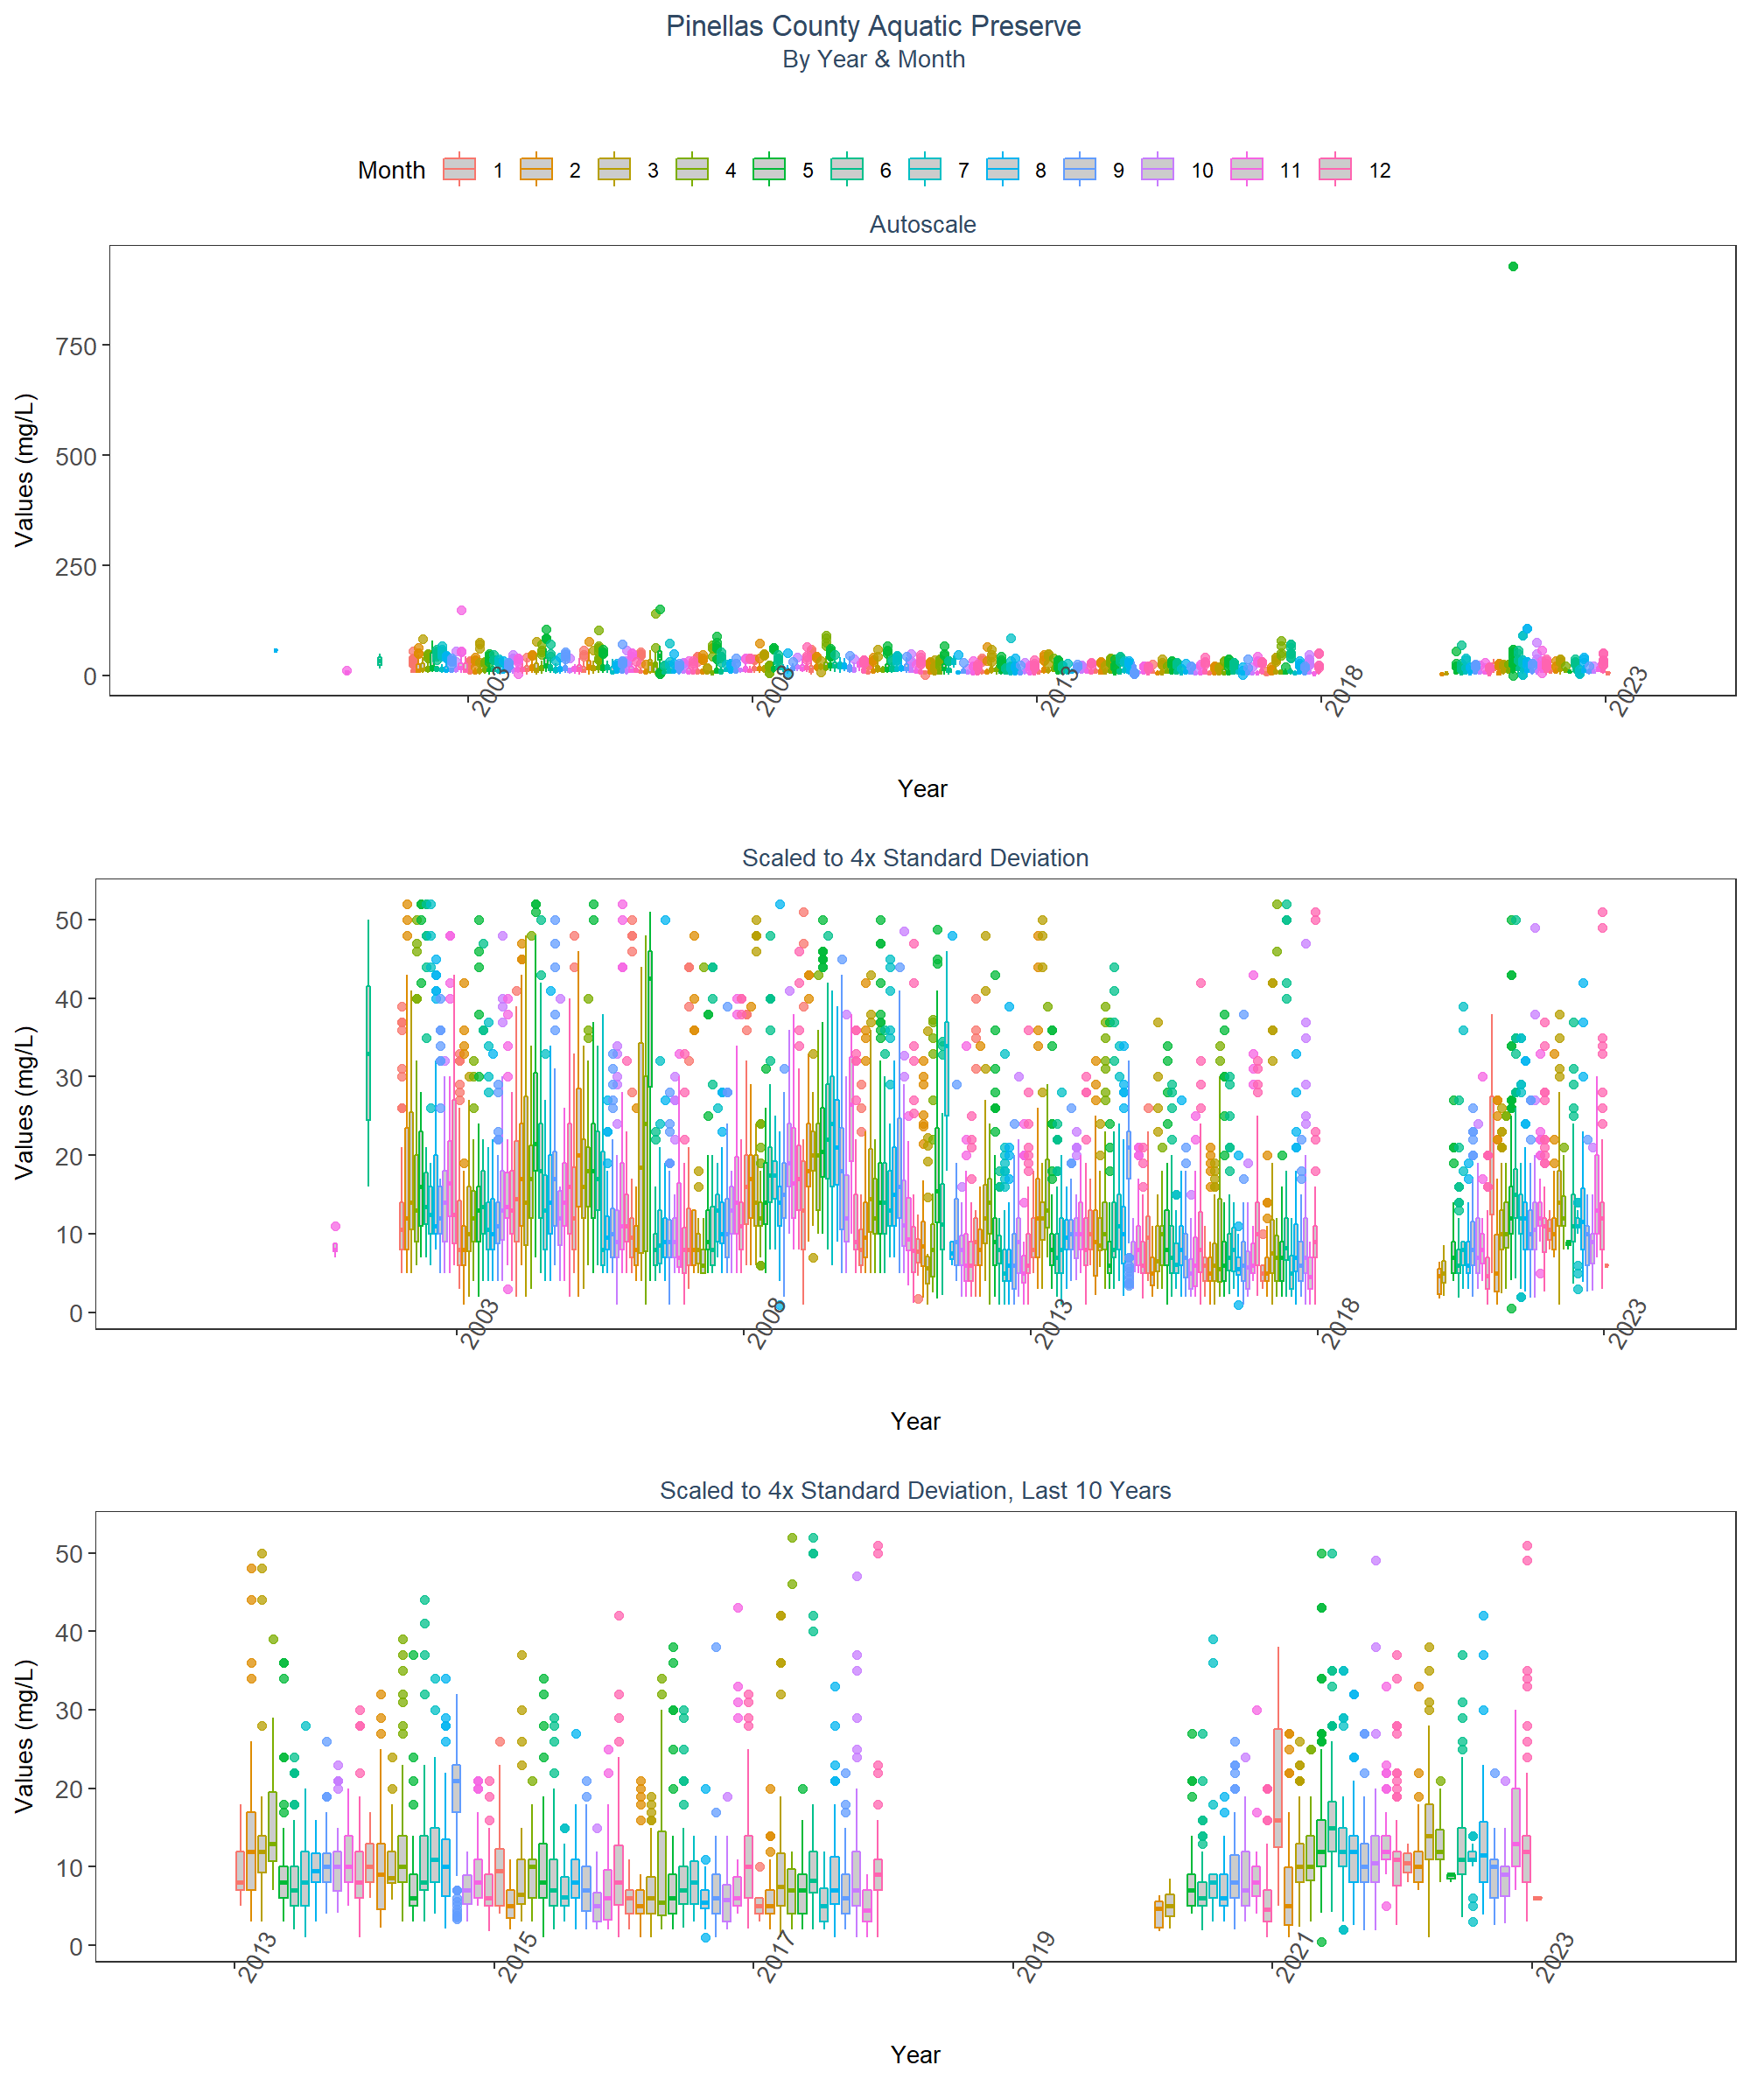 Pinellas County Aquatic Preserve
By Year & Month
Month 1 2 3 4 5 6 7 8 9 10 11 12
Autoscale
Values (mg/L)
750
500
250
0
2003 2008 2013 2018 2023
Year
Scaled to 4x Standard Deviation
Values (mg/L)
50
40
30
20
10
0
2003 2008 2013 2018 2023
Year
Scaled to 4x Standard Deviation, Last 10 Years
Values (mg/L)
50
40
30
20
10
0
2013 2015 2017 2019 2021 2023
Year